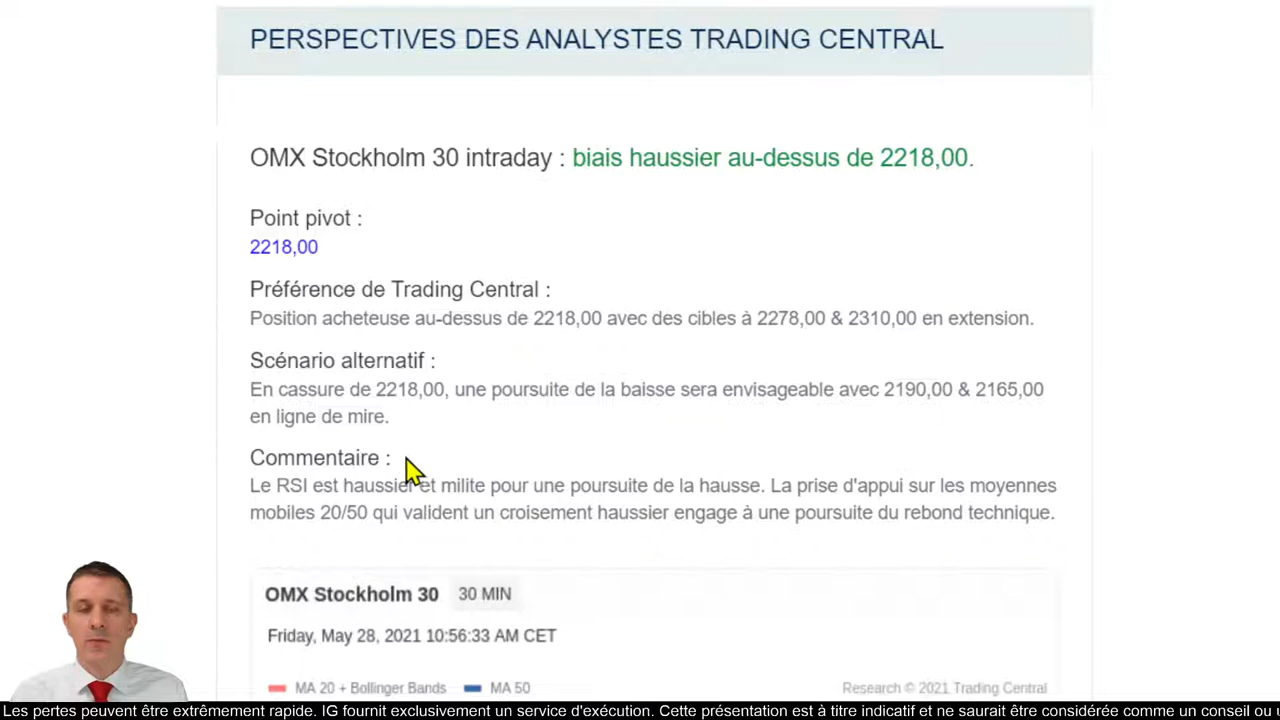 PERSPECTIVES DES ANALYSTES TRADING CENTRAL
OMX Stockholm 30 intraday : biais haussier au-dessus de 2218,00.
Point pivot :
2218,00
Préférence de Trading Central :
Position acheteuse au-dessus de 2218,00 avec des cibles à 2278,00 & 2310,00 en extension.
Scénario alternatif :
En cassure de 2218,00, une poursuite de la baisse sera envisageable avec 2190,00 & 2165,00
en ligne de mire.
Commentaire :
Le RSI est haussier et milite pour une poursuite de la hausse. La prise d'appui sur les moyennes
mobiles 20/50 qui valident un croisement haussier engage à une poursuite du rebond technique.
OMX Stockholm 30 30 MIN
Friday, May 28, 2021 10:56:33 AM CET
MA 20 + Bollinger Bands MA 50 Research © 2021 Trading Central
Les pertes peuvent être extrêmement rapide. IG fournit exclusivement un service d'exécution. Cette présentation est à titre indicatif et ne saurait être considérée comme un conseil ou u